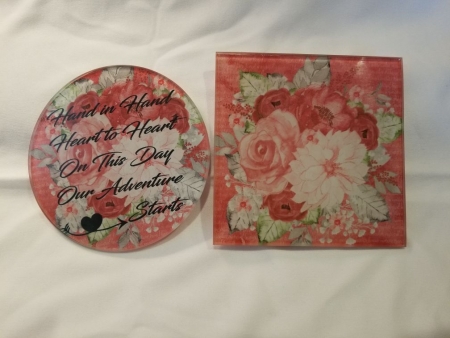 Hand in Hand
Heart to Heart
On This Day
Our Adventure
Starts